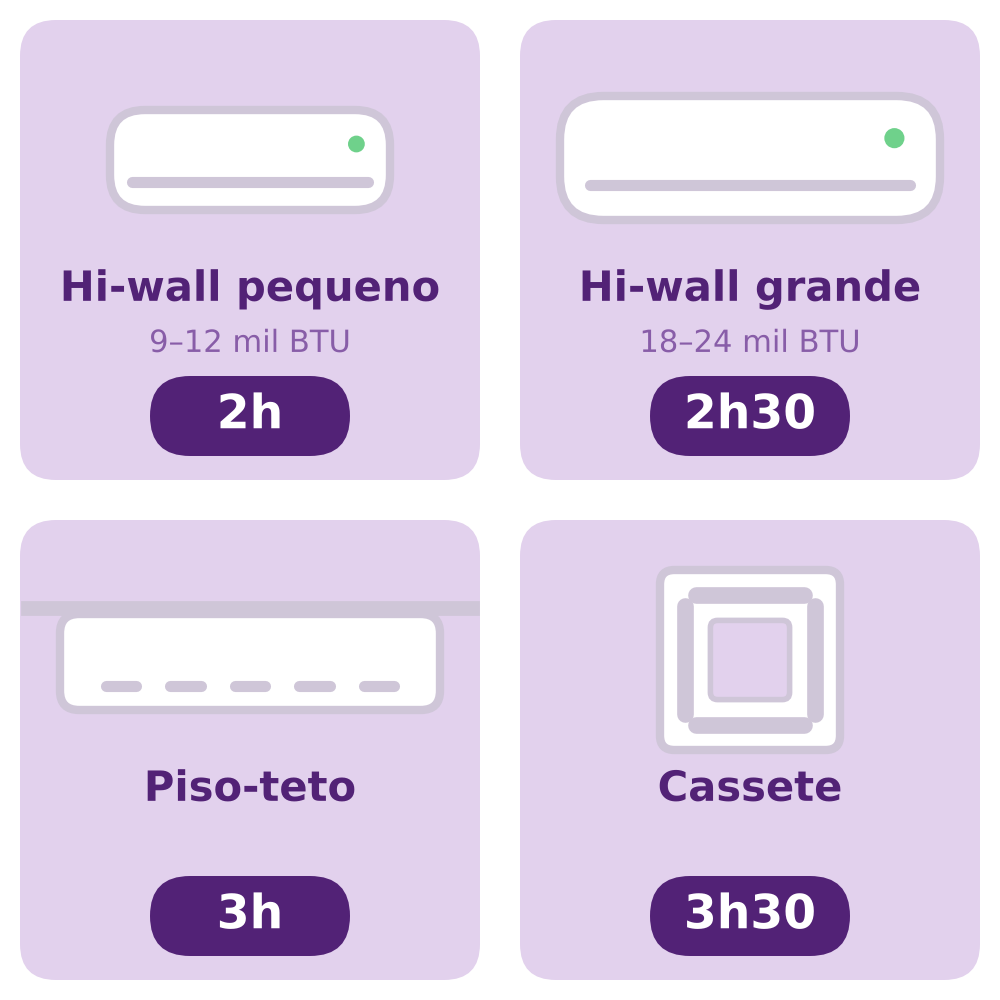 Hi-wall pequeno
9–12 mil BTU
2h
Hi-wall grande
18–24 mil BTU
2h30
Piso-teto
3h
Cassete
3h30